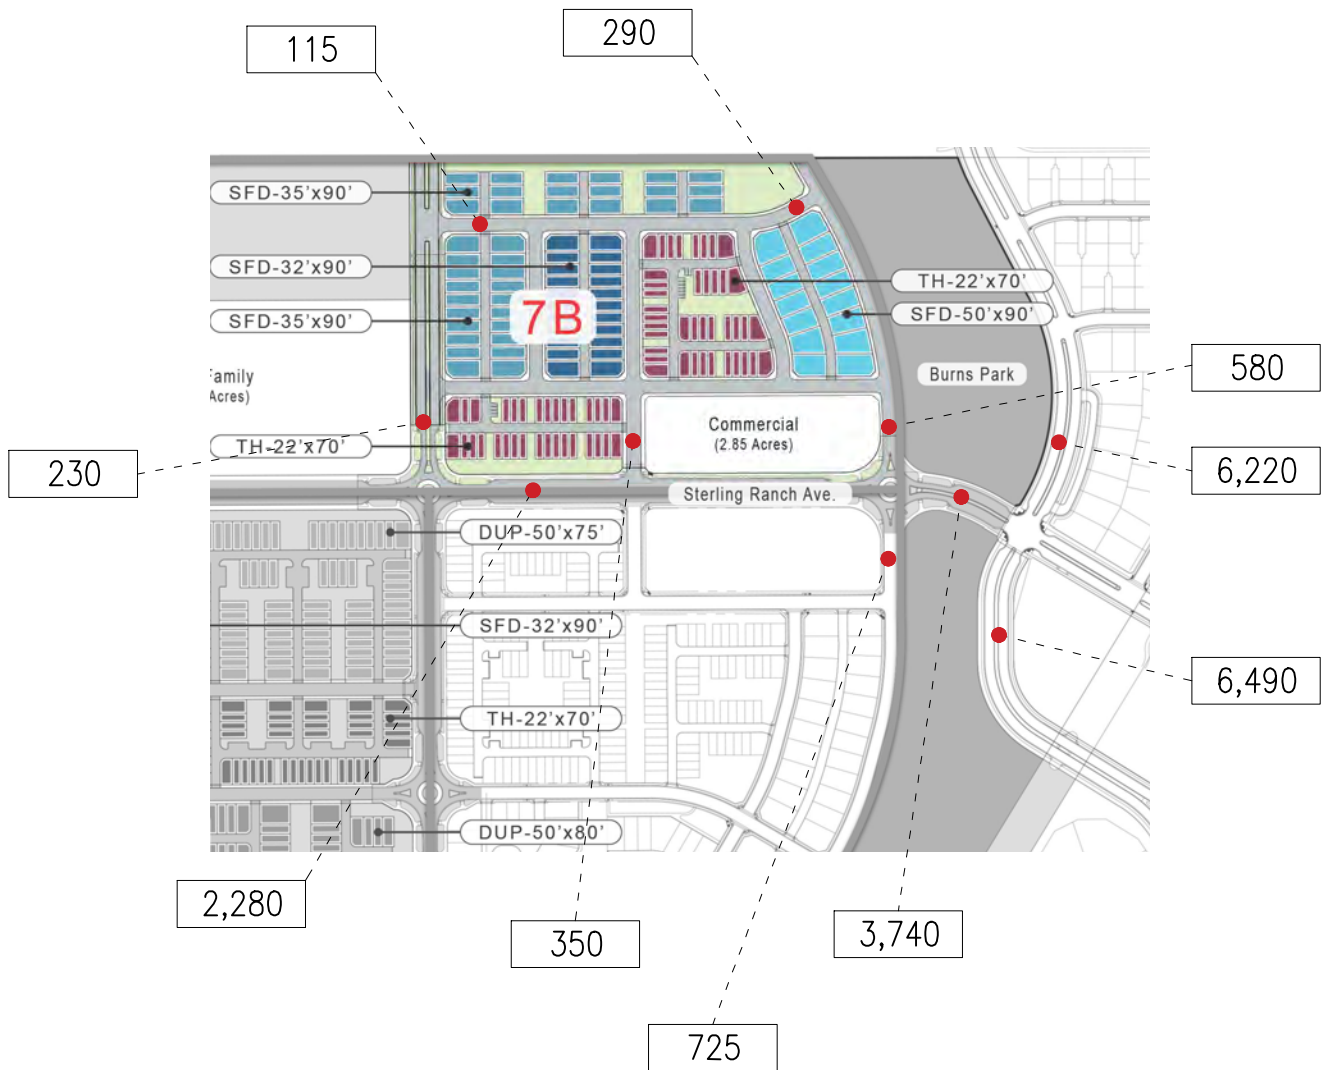 290
115
SFD-35'x90'
SFD-32'x90'
TH-22'x70'
7B
SFD-35'x90'
SFD-50'x90'
580
Burns Park
Family
Acres)
Commercial
(2.85 Acres)
TH-22'x70'
230
6,220
Sterling Ranch Ave.
DUP-50'x75'
SFD-32'x90'
6,490
TH-22'x70'
DUP-50'x80'
2,280
350
3,740
725